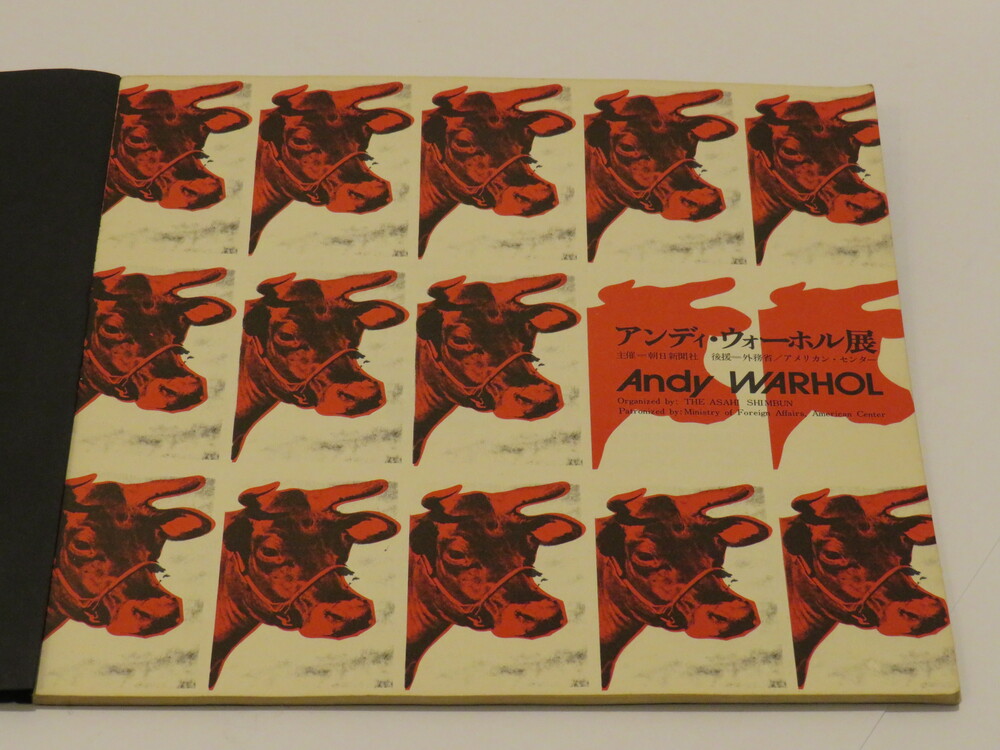 アンディ・ウォーホル展
主催＝朝日新聞社　後援＝外務省／アメリカン・センター
Andy WARHOL
Organized by: THE ASAHI SHIMBUN
Patronized by: Ministry of Foreign Affairs, American Center